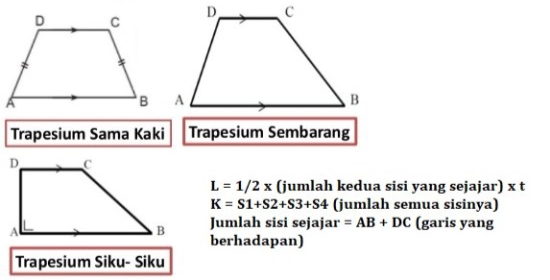 D C
A B
Trapesium Sama Kaki
D C
A B
Trapesium Sembarang
D C
A B
Trapesium Siku- Siku
L = 1/2 x (jumlah kedua sisi yang sejajar) x t
K = S1+S2+S3+S4 (jumlah semua sisinya)
Jumlah sisi sejajar = AB + DC (garis yang
berhadapan)